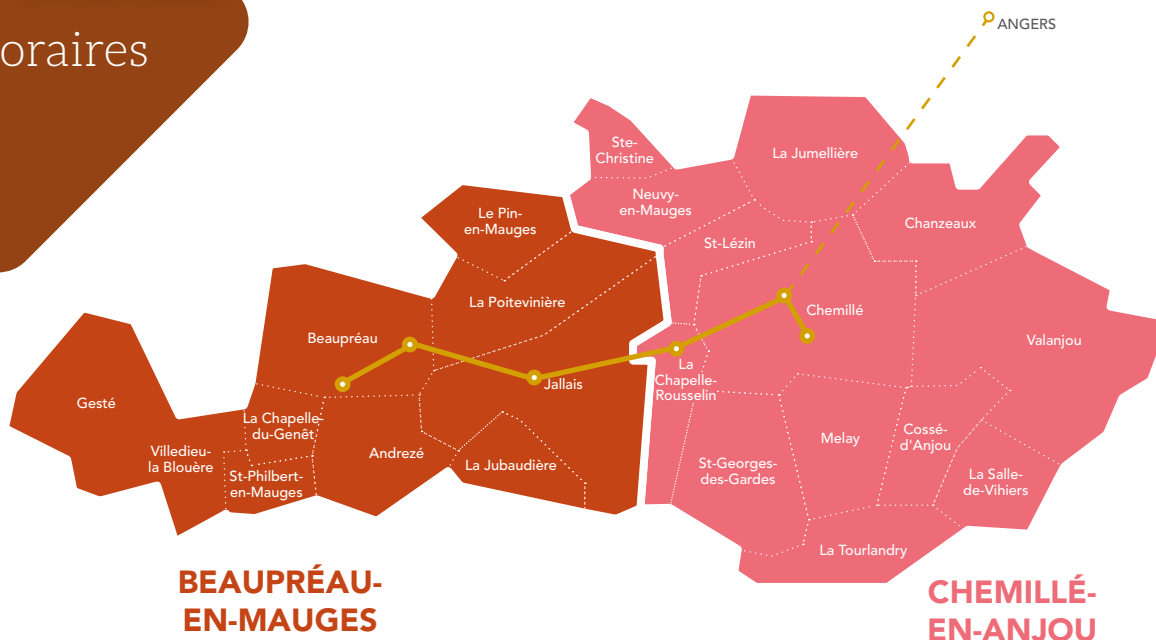 oraires
ANGERS
Ste-
Christine
La Jumellière
Neuvy-
en-Mauges
Le Pin-
en-Mauges
Chanzeaux
St-Lézin
La Poitevinière
Chemillé
Beaupréau
Valanjou
La
Chapelle-
Rousselin
Jallais
Gesté
La Chapelle-
du-Genêt
Cossé-
d'Anjou
Melay
Villedieu-
la Blouère
Andrezé
La Jubaudière
St-Georges-
des-Gardes
La Salle-
de-Vihiers
St-Philbert-
en-Mauges
La Tourlandry
BEAUPRÉAU-
EN-MAUGES
CHEMILLÉ-
EN-ANJOU